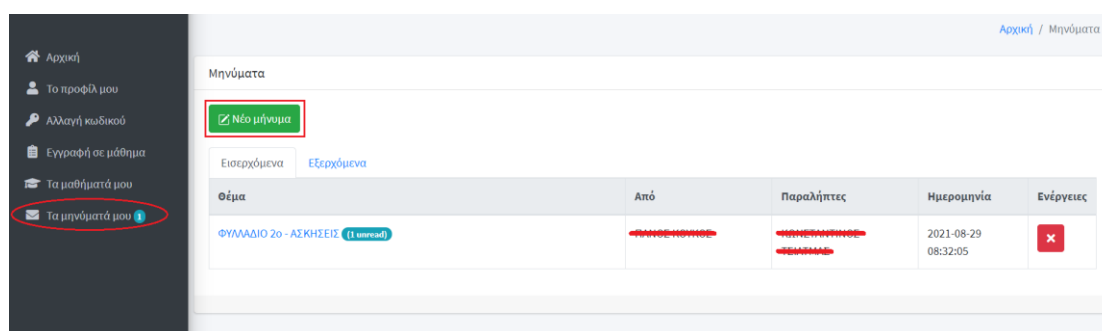 Αρχική / Μηνύματα
Αρχική
Το προφίλ μου
Αλλαγή κωδικού
Εγγραφή σε μάθημα
Τα μαθήματά μου
Τα μηνύματά μου 1
Μηνύματα
Νέο μήνυμα
Εισερχόμενα Εξερχόμενα
Θέμα Από Παραλήπτες Ημερομηνία Ενέργειες
ΦΥΛΛΑΔΙΟ 2ο - ΑΣΚΗΣΕΙΣ (1 unread) 2021-08-29
08:32:05